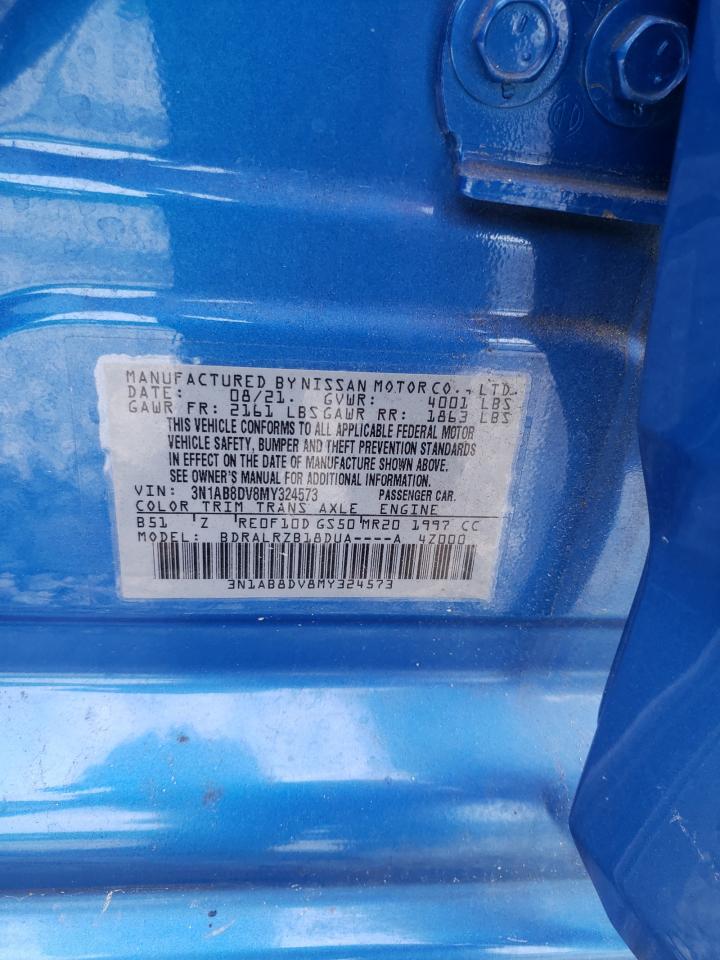 MANUFACTURED BY NISSAN MOTOR CO., LTD.
DATE: 08/21. GVWR: 4001 LBS
GAWR FR: 2161 LBS GAWR RR: 1863 LBS
THIS VEHICLE CONFORMS TO ALL APPLICABLE FEDERAL MOTOR
VEHICLE SAFETY, BUMPER AND THEFT PREVENTION STANDARDS
IN EFFECT ON THE DATE OF MANUFACTURE SHOWN ABOVE.
SEE OWNER'S MANUAL FOR ADDITIONAL INFORMATION.
VIN: 3N1AB8DV8MY324573 PASSENGER CAR.
COLOR TRIM TRANS AXLE ENGINE
B51 Z RE0F10D GS50 MR20 1997 CC
MODEL: BDRALRZB18DUA----A 4Z000
3N1AB8DV8MY324573